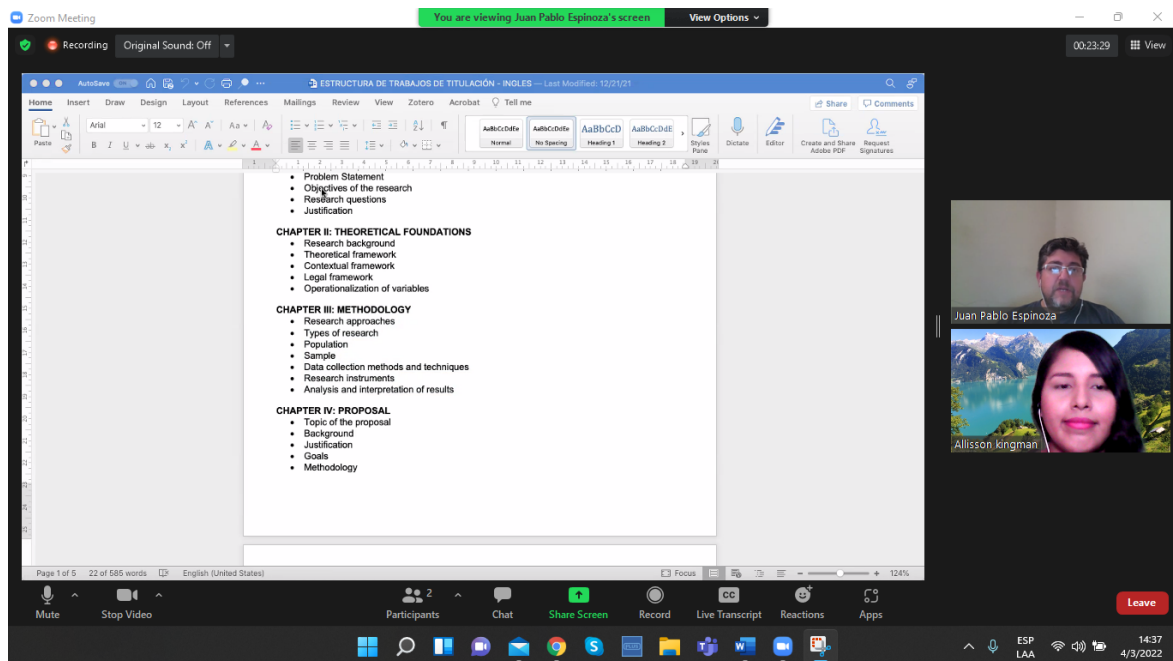 Zoom Meeting
You are viewing Juan Pablo Espinoza's screen
View Options
Recording
Original Sound: Off
00:23:29
View
AutoSave
ESTRUCTURA DE TRABAJOS DE TITULACIÓN - INGLES — Last Modified: 12/21/21
Home Insert Draw Design Layout References Mailings Review View Zotero Acrobat Tell me
Share Comments
Paste
Arial 12
AaBbCcDdEe Normal
AaBbCcDdEe No Spacing
AaBbCcD Heading 1
AaBbCcDdE Heading 2
Styles Pane
Dictate
Editor
Create and Share Adobe PDF
Request Signatures
• Problem Statement
• Objectives of the research
• Research questions
• Justification
CHAPTER II: THEORETICAL FOUNDATIONS
• Research background
• Theoretical framework
• Contextual framework
• Legal framework
• Operationalization of variables
CHAPTER III: METHODOLOGY
• Research approaches
• Types of research
• Population
• Sample
• Data collection methods and techniques
• Research instruments
• Analysis and interpretation of results
CHAPTER IV: PROPOSAL
• Topic of the proposal
• Background
• Justification
• Goals
• Methodology
Juan Pablo Espinoza
Allisson kingman
Page 1 of 5 22 of 585 words English (United States)
Focus
124%
Mute
Stop Video
Participants 2
Chat
Share Screen
Record
CC Live Transcript
Reactions
Apps
Leave
ESP
LAA
14:37
4/3/2022